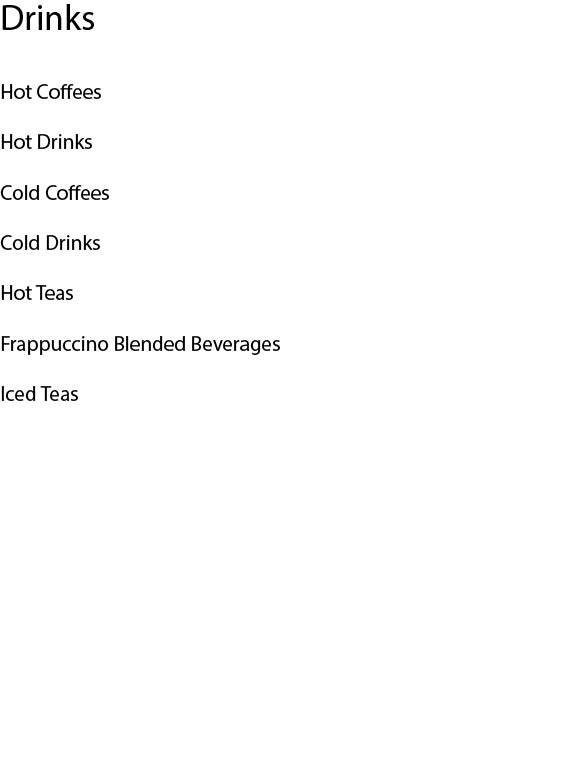 Drinks
Hot Coffees
Hot Drinks
Cold Coffees
Cold Drinks
Hot Teas
Frappuccino Blended Beverages
Iced Teas